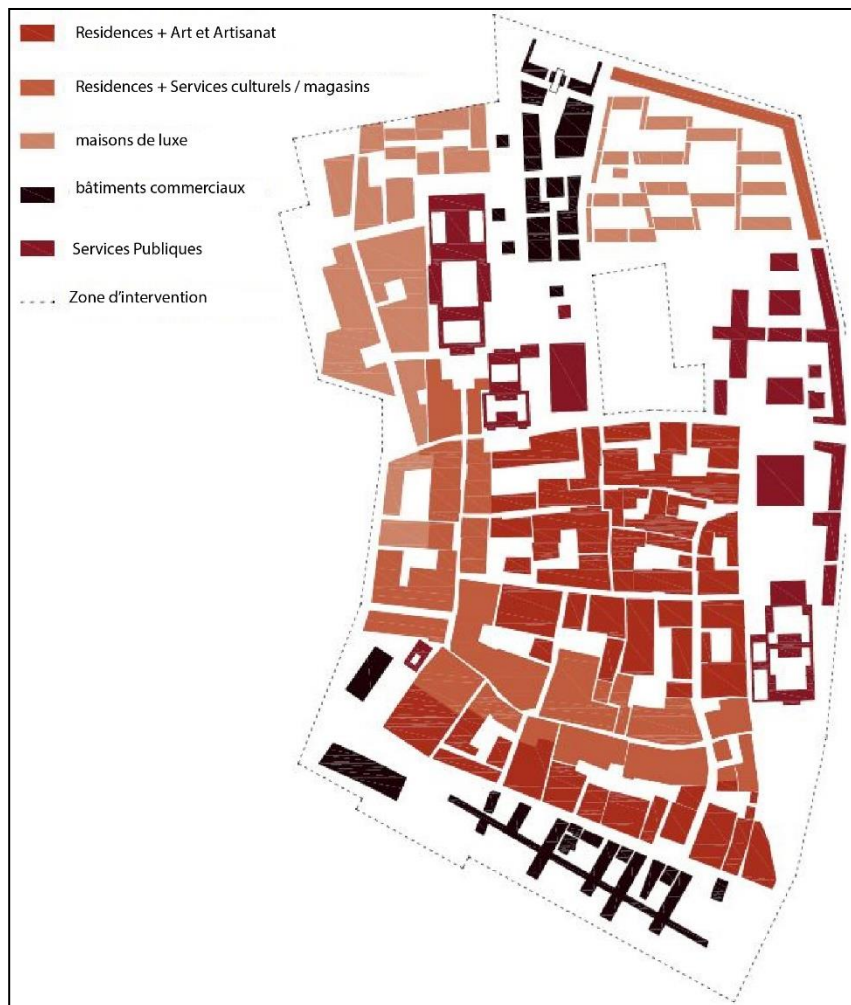 Residences + Art et Artisanat
Residences + Services culturels / magasins
maisons de luxe
bâtiments commerciaux
Services Publiques
Zone d'intervention